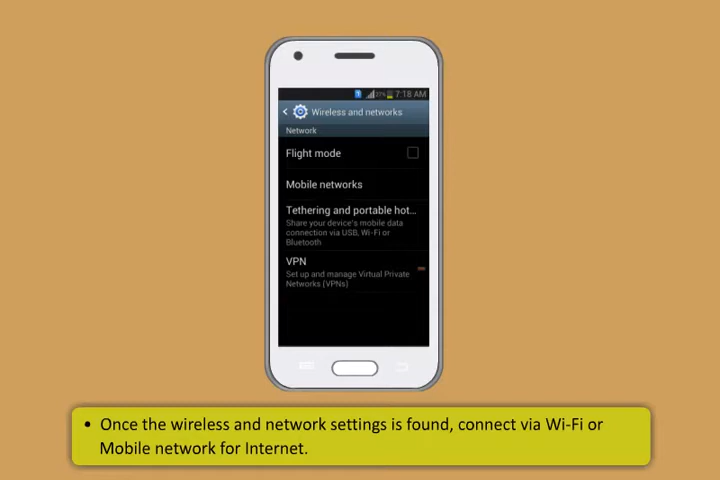 7:18 AM
Wireless and networks
Network
Flight mode
Mobile networks
Tethering and portable hot...
Share your device's mobile data
connection via USB, Wi-Fi or
Bluetooth
VPN
Set up and manage Virtual Private
Networks (VPNs)
• Once the wireless and network settings is found, connect via Wi-Fi or
Mobile network for Internet.